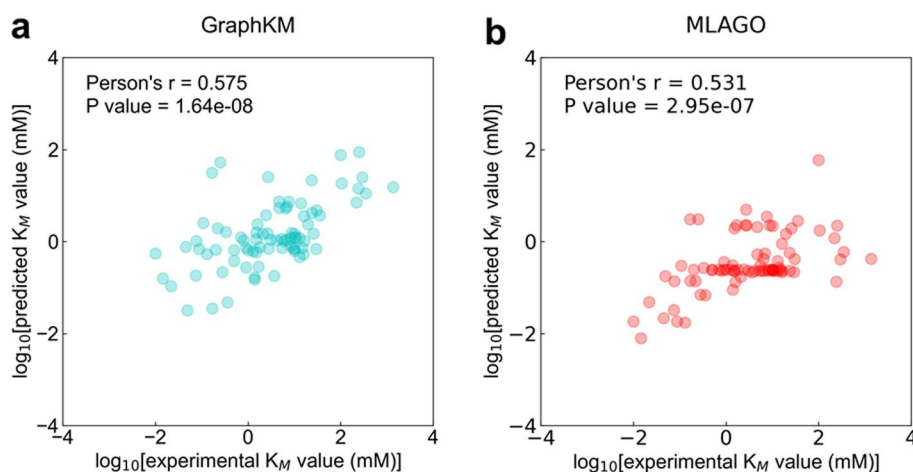 a
GraphKM
Person's r = 0.575
P value = 1.64e-08
log10[predicted KM value (mM)]
4
2
0
−2
−4
−4
−2
0
2
4
log10[experimental KM value (mM)]
b
MLAGO
Person's r = 0.531
P value = 2.95e-07
log10[predicted KM value (mM)]
4
2
0
−2
−4
−4
−2
0
2
4
log10[experimental KM value (mM)]